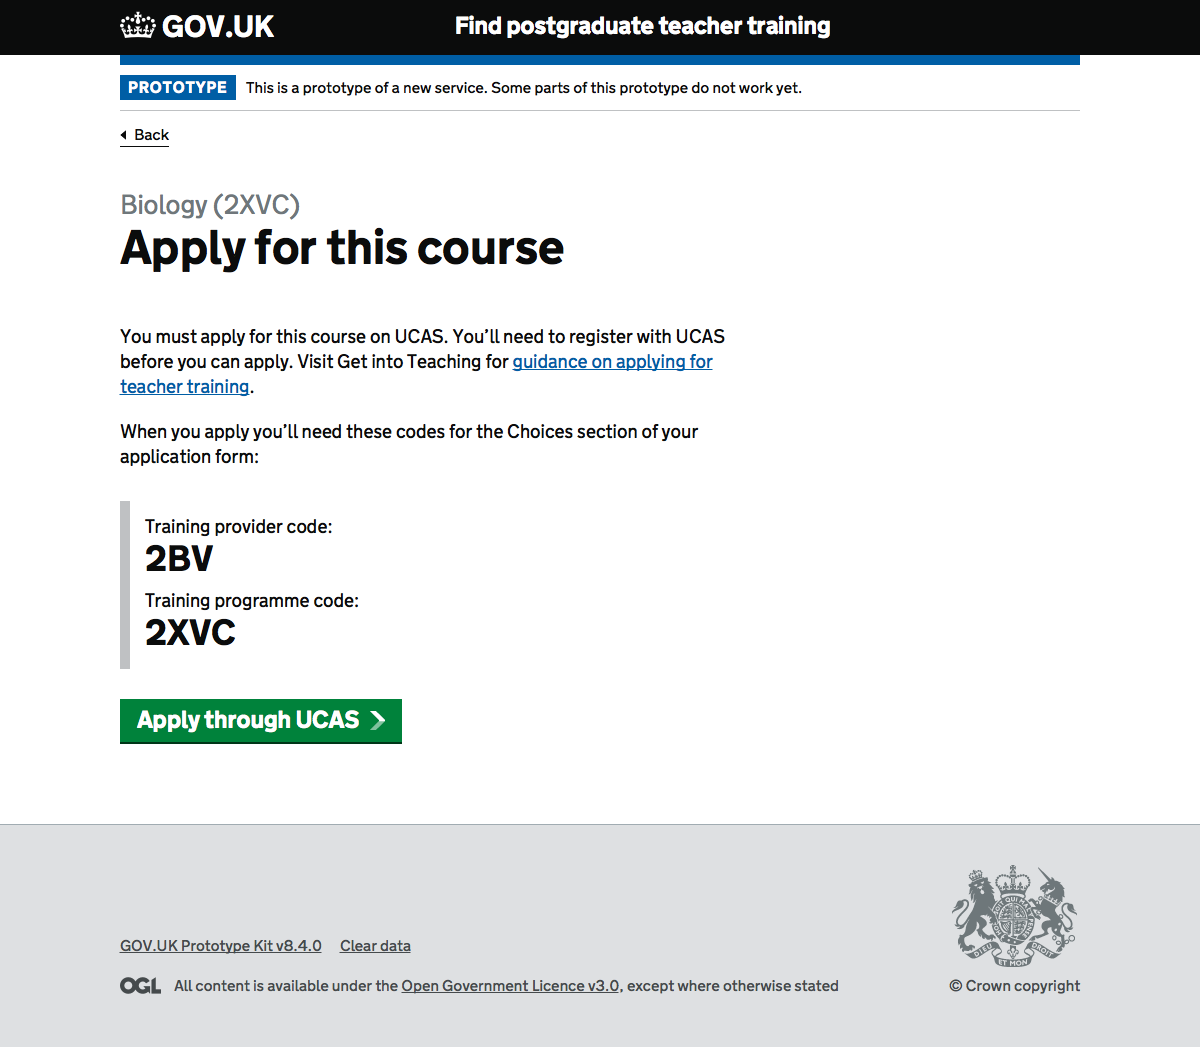 GOV.UK
Find postgraduate teacher training
PROTOTYPE This is a prototype of a new service. Some parts of this prototype do not work yet.
Back
Biology (2XVC)
Apply for this course
You must apply for this course on UCAS. You’ll need to register with UCAS
before you can apply. Visit Get into Teaching for guidance on applying for
teacher training.
When you apply you’ll need these codes for the Choices section of your
application form:
Training provider code:
2BV
Training programme code:
2XVC
Apply through UCAS
GOV.UK Prototype Kit v8.4.0 Clear data
OGL All content is available under the Open Government Licence v3.0, except where otherwise stated
DIEU ET MON DROIT
© Crown copyright